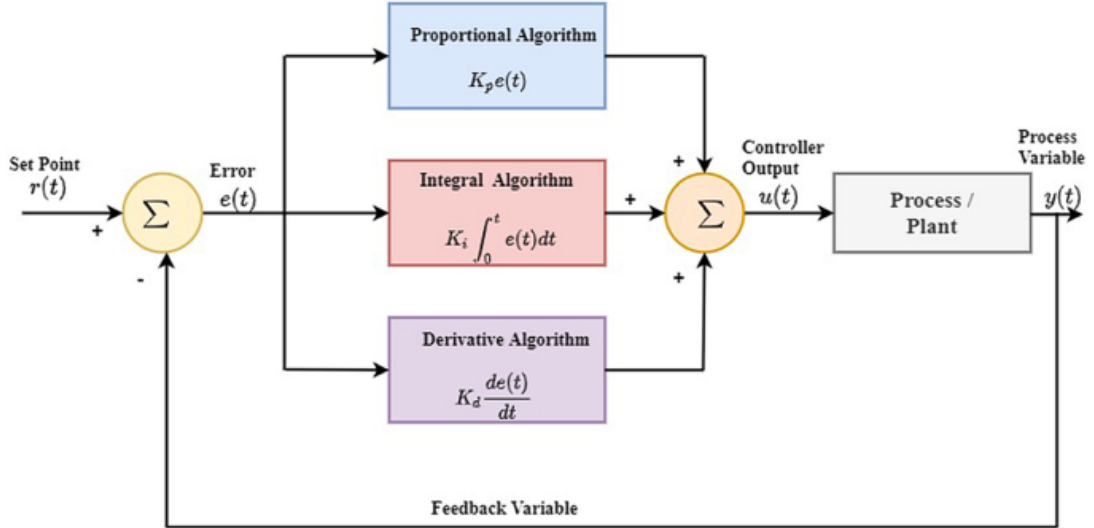 Proportional Algorithm
K_p e(t)
Set Point
r(t)
+
Σ
-
Error
e(t)
Integral Algorithm
K_i ∫_0^t e(t)dt
Derivative Algorithm
K_d de(t)/dt
+
+
+
Σ
Controller
Output
u(t)
Process /
Plant
Process
Variable
y(t)
Feedback Variable